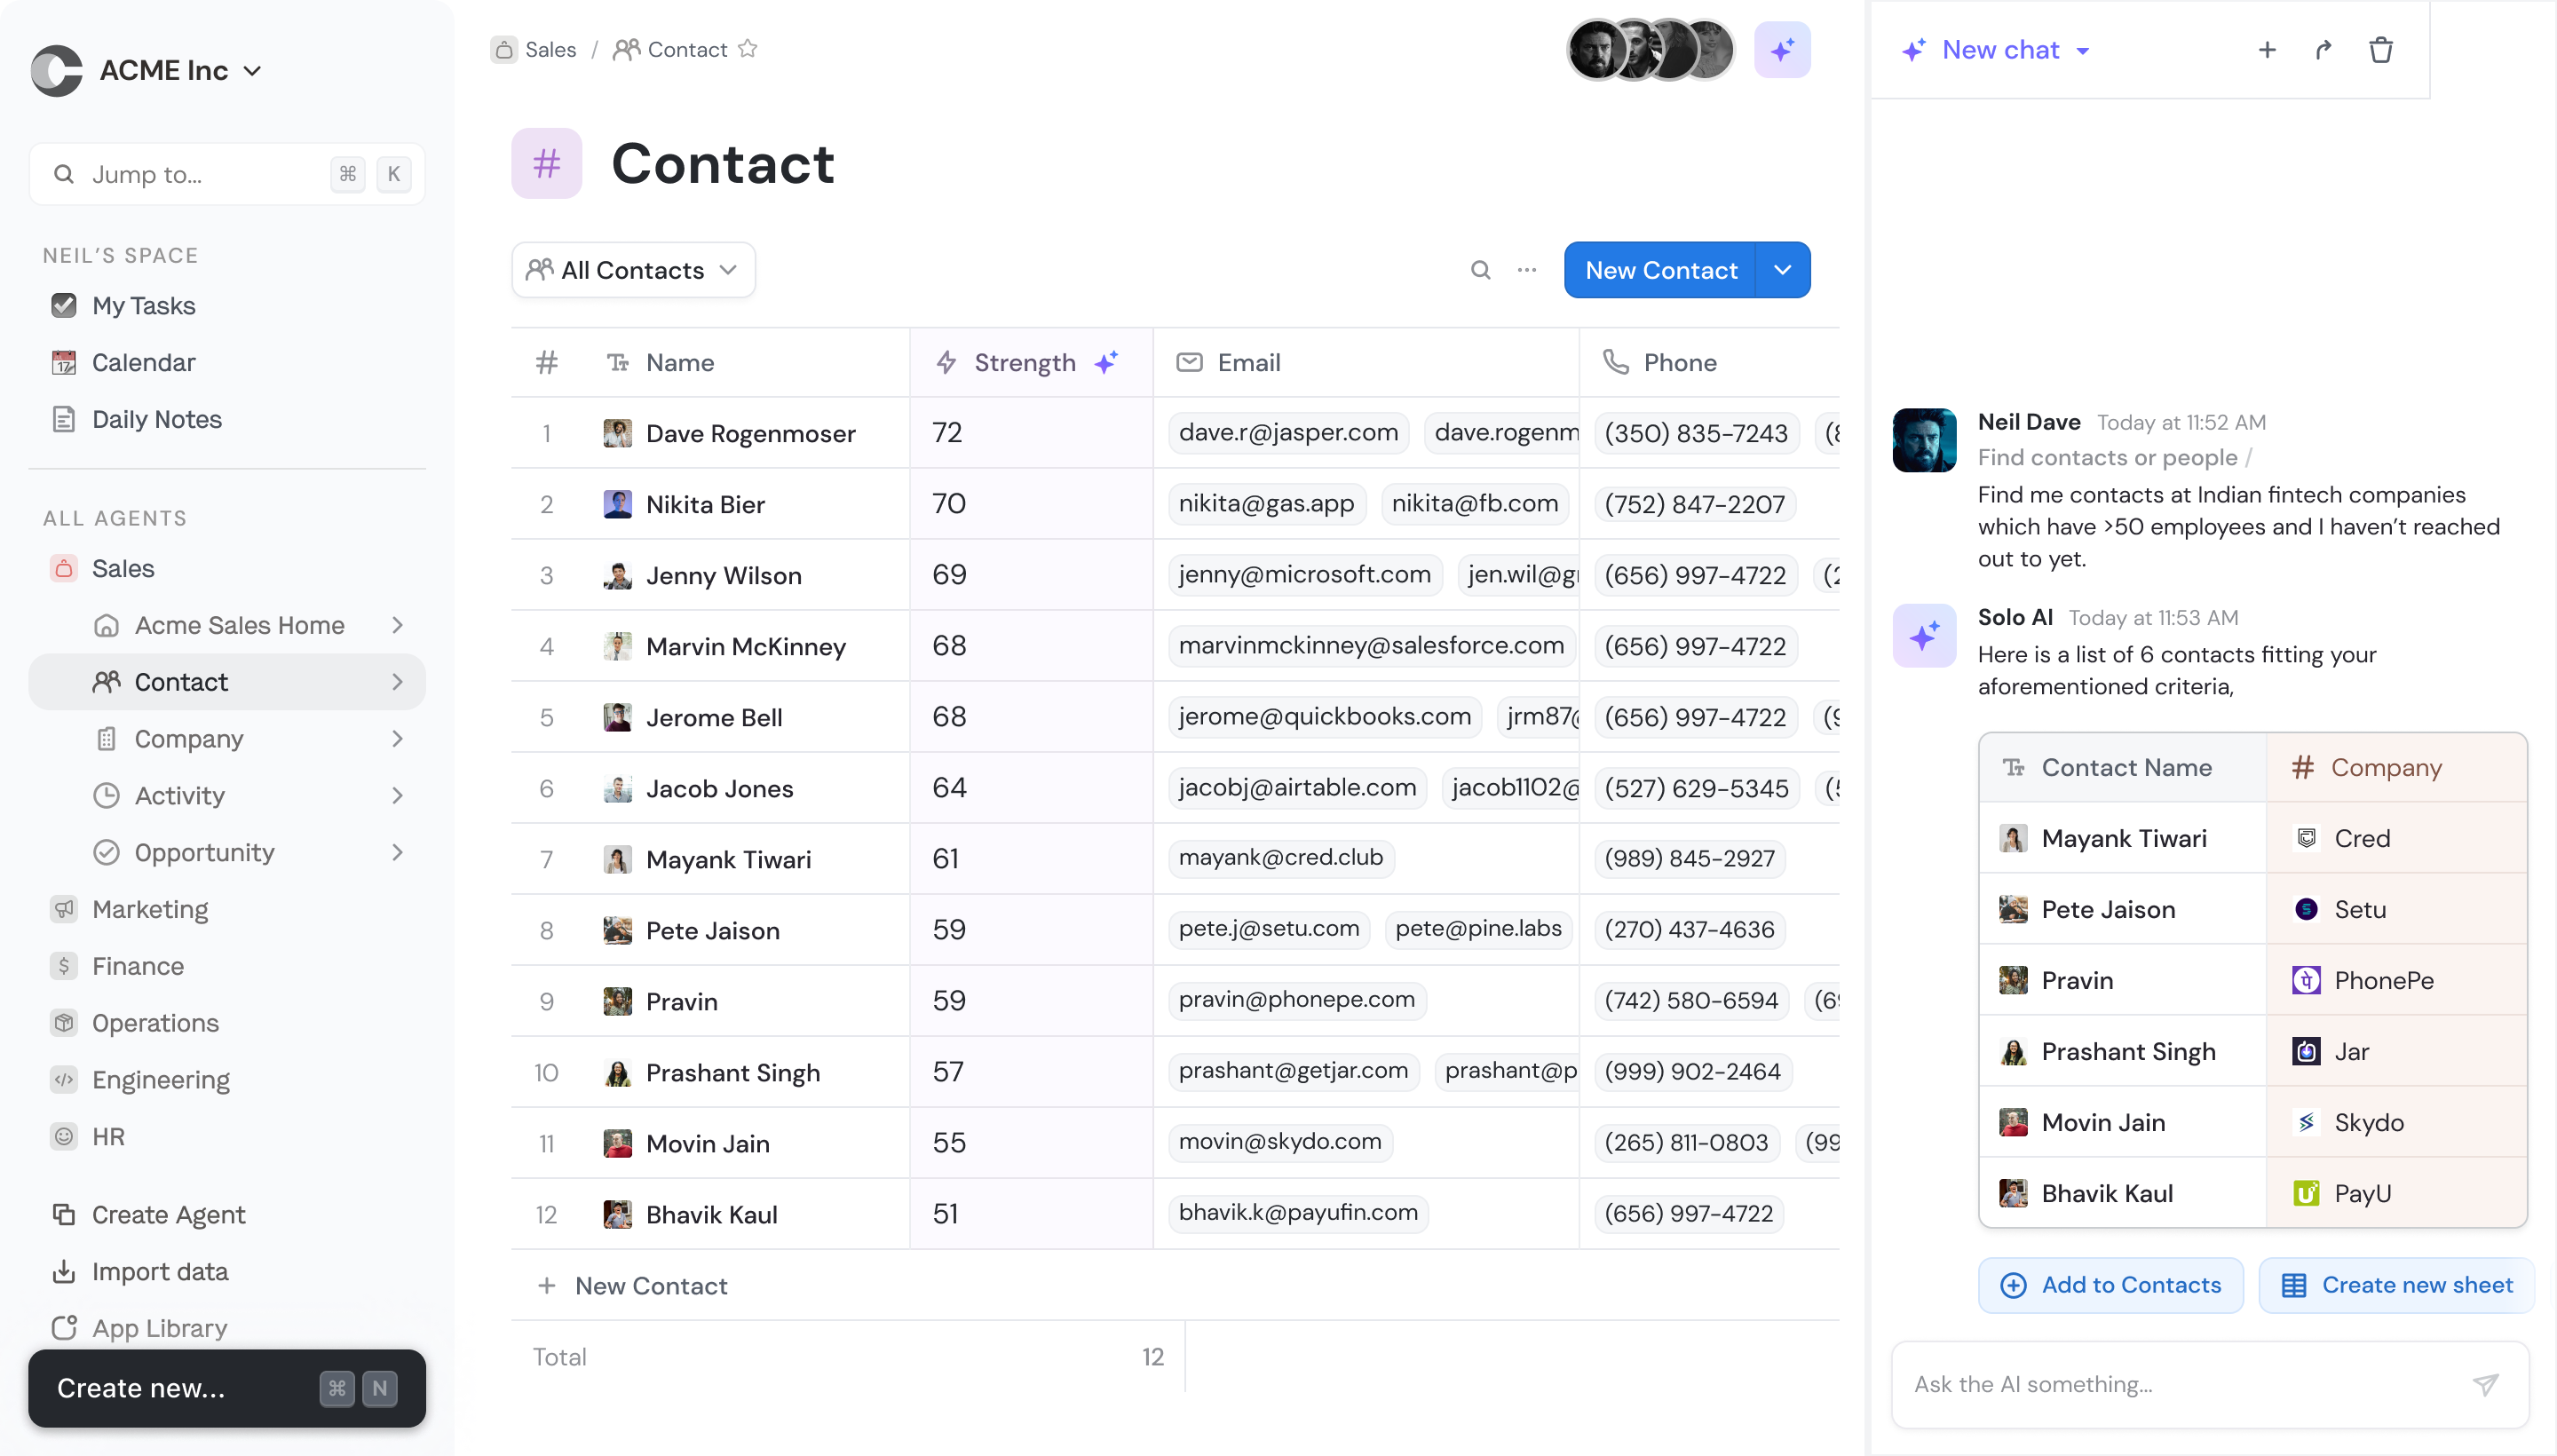 ACME Inc
Jump to... ⌘ K
NEIL'S SPACE
My Tasks
Calendar
Daily Notes
ALL AGENTS
Sales
Acme Sales Home
Contact
Company
Activity
Opportunity
Marketing
Finance
Operations
Engineering
HR
Create Agent
Import data
App Library
Create new... ⌘ N
Sales / Contact
# Contact
All Contacts
New Contact
# Name Strength Email Phone
1 Dave Rogenmoser 72 dave.r@jasper.com dave.rogenm (350) 835-7243
2 Nikita Bier 70 nikita@gas.app nikita@fb.com (752) 847-2207
3 Jenny Wilson 69 jenny@microsoft.com jen.wil@g (656) 997-4722 (2
4 Marvin McKinney 68 marvinmckinney@salesforce.com (656) 997-4722
5 Jerome Bell 68 jerome@quickbooks.com jrm87@ (656) 997-4722 (9
6 Jacob Jones 64 jacobj@airtable.com jacob1102@ (527) 629-5345 (5
7 Mayank Tiwari 61 mayank@cred.club (989) 845-2927
8 Pete Jaison 59 pete.j@setu.com pete@pine.labs (270) 437-4636
9 Pravin 59 pravin@phonepe.com (742) 580-6594 (69
10 Prashant Singh 57 prashant@getjar.com prashant@p (999) 902-2464
11 Movin Jain 55 movin@skydo.com (265) 811-0803 (99
12 Bhavik Kaul 51 bhavik.k@payufin.com (656) 997-4722
+ New Contact
Total 12
New chat
Neil Dave Today at 11:52 AM
Find contacts or people /
Find me contacts at Indian fintech companies
which have >50 employees and I haven't reached
out to yet.
Solo AI Today at 11:53 AM
Here is a list of 6 contacts fitting your
aforementioned criteria,
Contact Name # Company
Mayank Tiwari Cred
Pete Jaison Setu
Pravin PhonePe
Prashant Singh Jar
Movin Jain Skydo
Bhavik Kaul PayU
Add to Contacts Create new sheet
Ask the AI something...